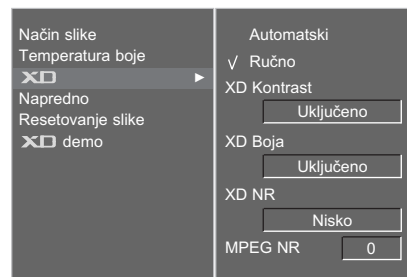 Način slike
Temperatura boje
XD
Napredno
Resetovanje slike
XD demo
Automatski
√ Ručno
XD Kontrast
Uključeno
XD Boja
Uključeno
XD NR
Nisko
MPEG NR 0